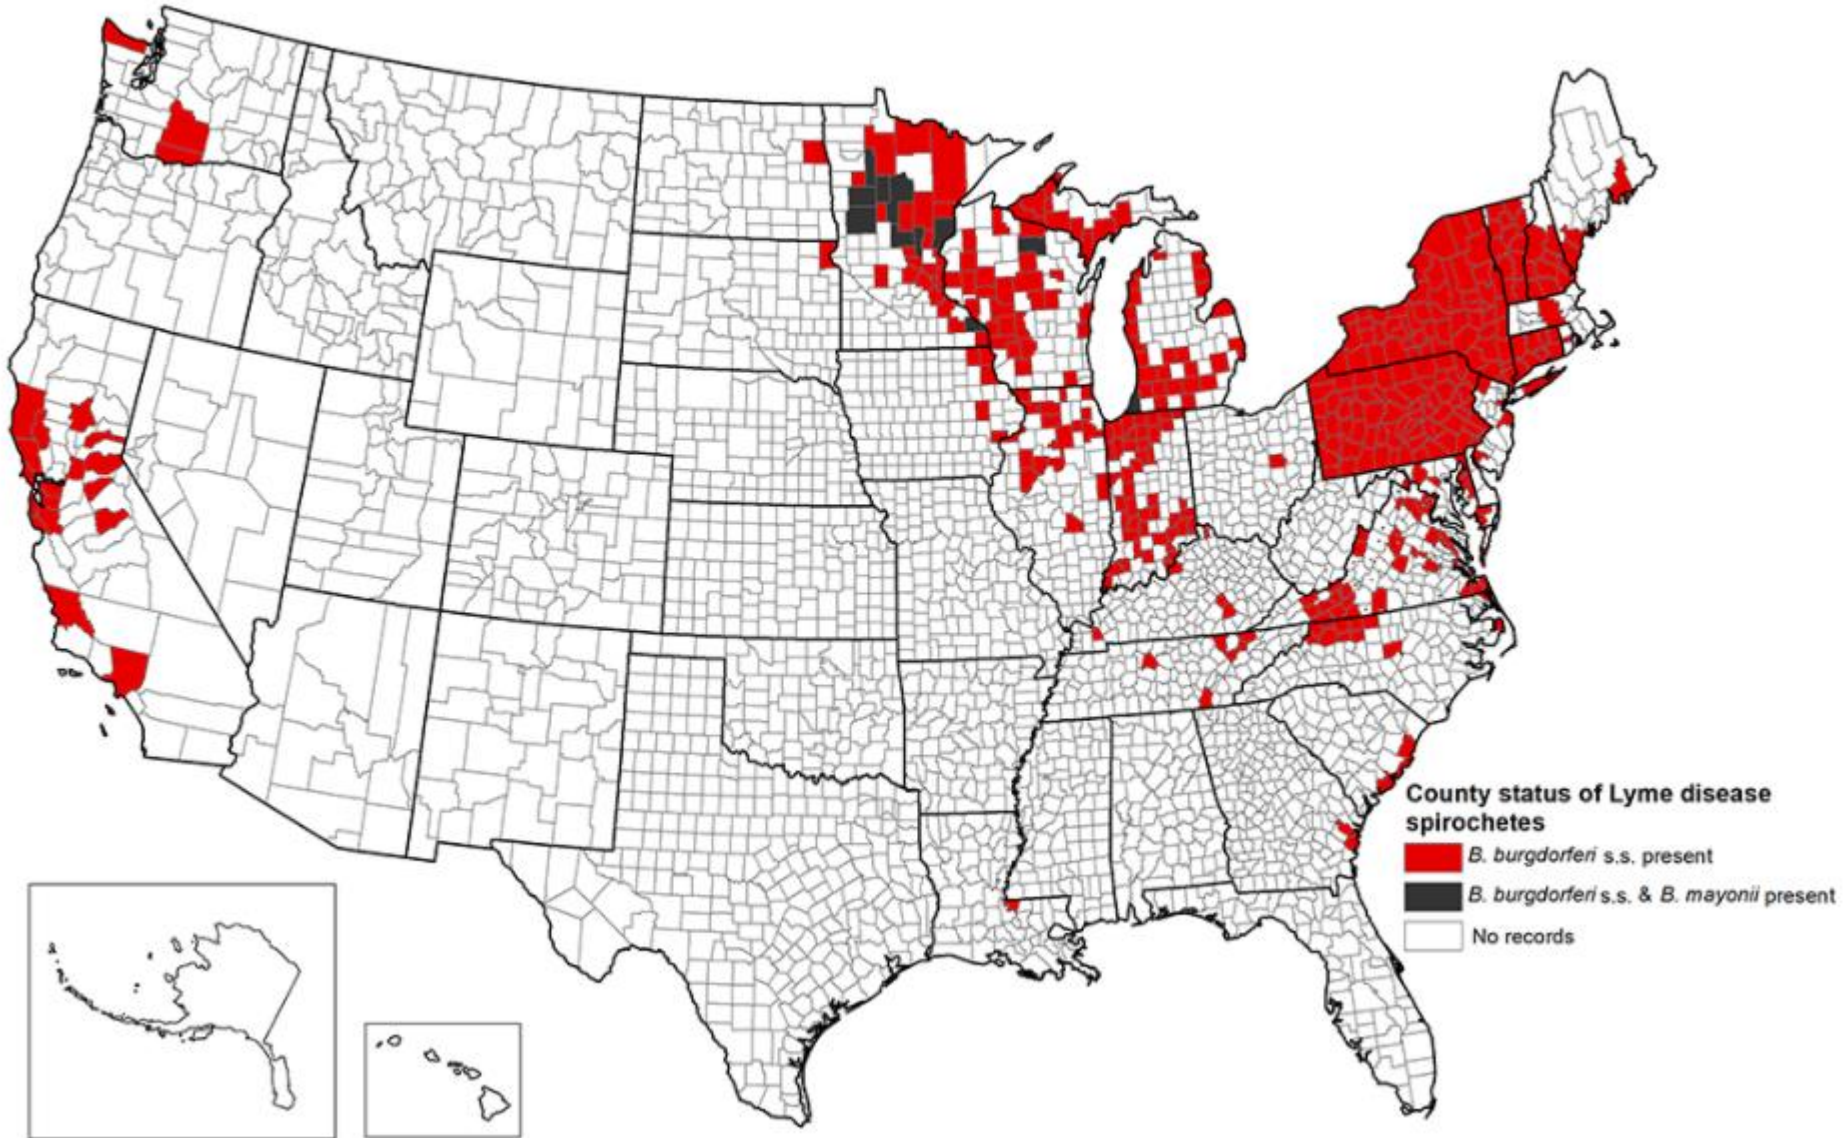 County status of Lyme disease
spirochetes
B. burgdorferi s.s. present
B. burgdorferi s.s. & B. mayonii present
No records